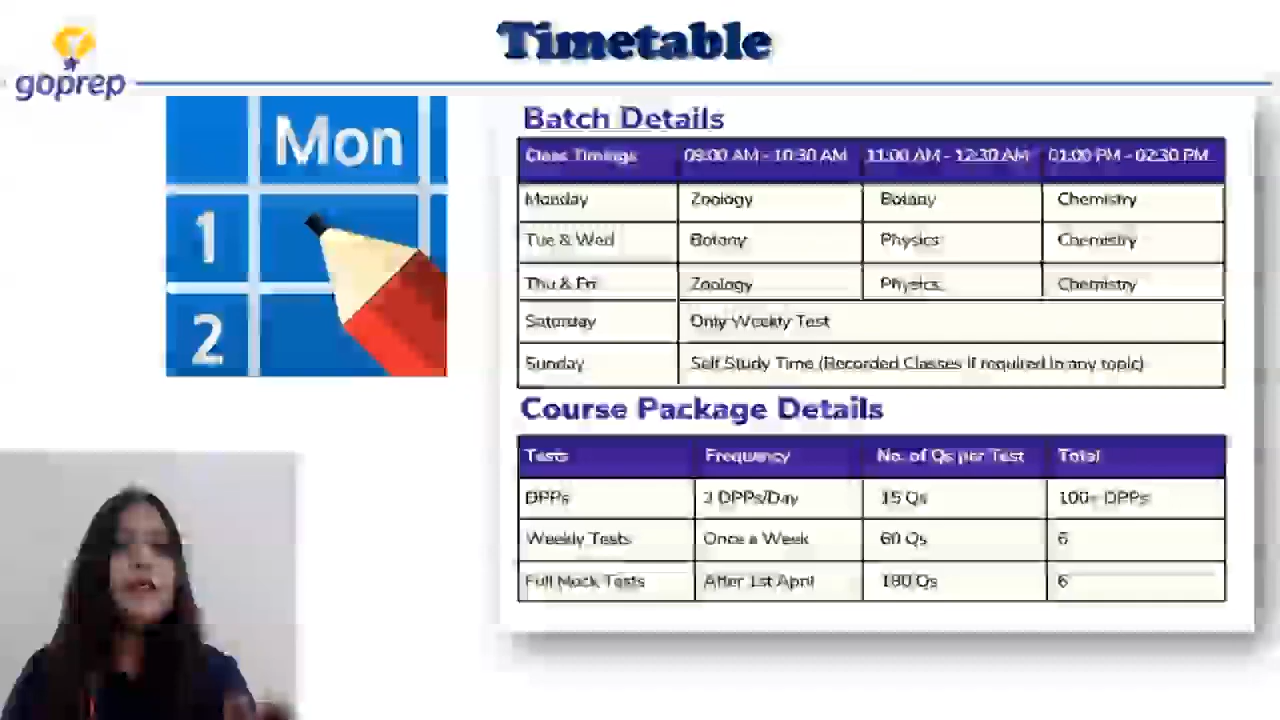 Timetable
goprep
Mon
1
2
Batch Details
Class Timings 09:00 AM - 10:30 AM 11:00 AM - 12:30 AM 01:00 PM - 02:30 PM
Monday Zoology Botany Chemistry
Tue & Wed Botany Physics Chemistry
Thu & Fri Zoology Physics Chemistry
Saturday Only Weekly Test
Sunday Self Study Time (Recorded Classes if required in any topic)
Course Package Details
Tests Frequency No. of Qs per Test Total
DPPs DPPs/Day 15 Qs 100+ DPPs
Weekly Tests Once a Week 60 Qs 6
Full Mock Tests After 1st April 180 Qs 6